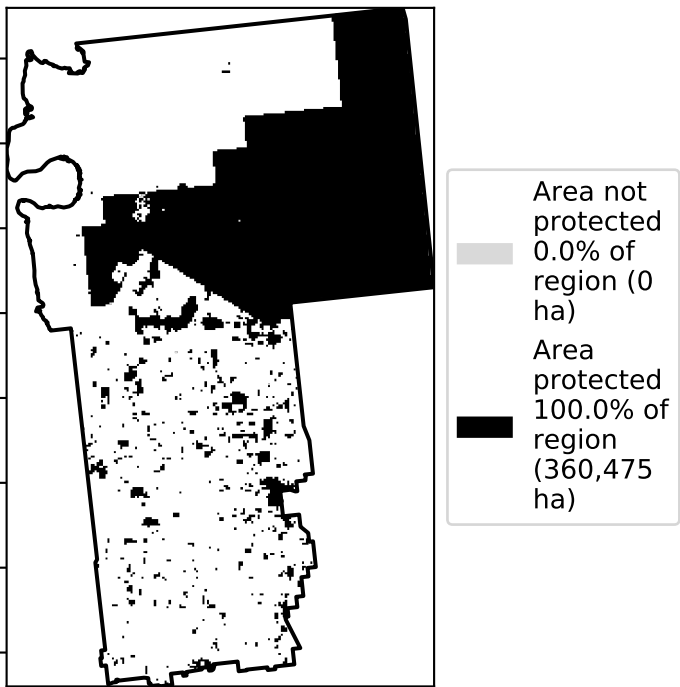 Area not
protected
0.0% of
region (0
ha)
Area
protected
100.0% of
region
(360,475
ha)